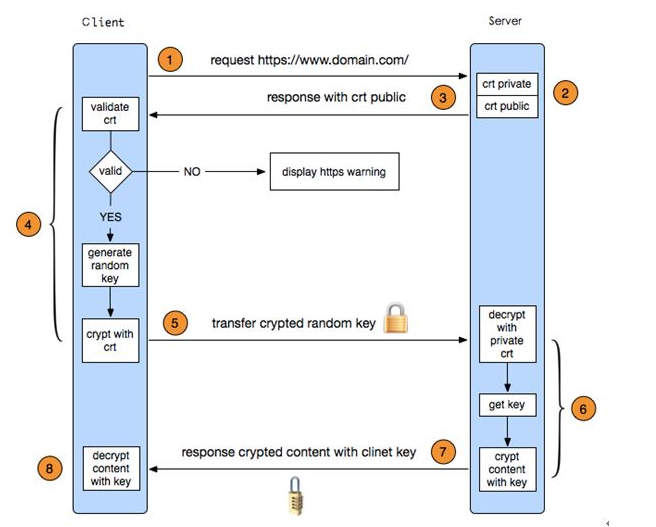 Client
Server
1
request https://www.domain.com/
crt private
crt public
2
response with crt public
3
validate
crt
valid
NO
display https warning
YES
4
generate
random
key
crypt with
crt
5
transfer crypted random key
decrypt
with
private
crt
get key
6
crypt
content
with key
response crypted content with clinet key
7
8
decrypt
content
with key